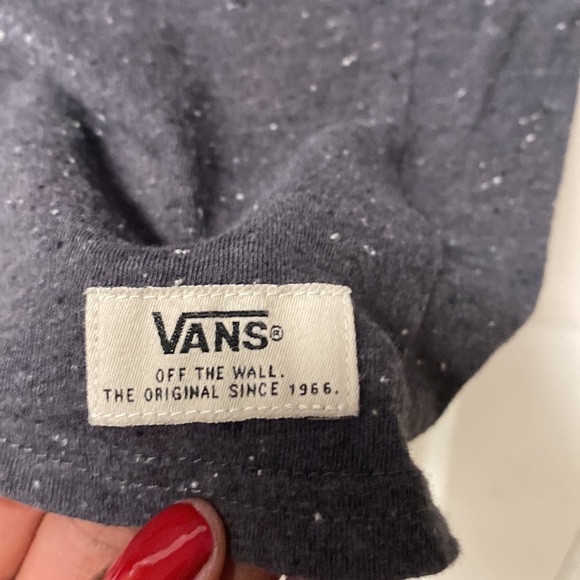 VANS®
OFF THE WALL.
THE ORIGINAL SINCE 1966.